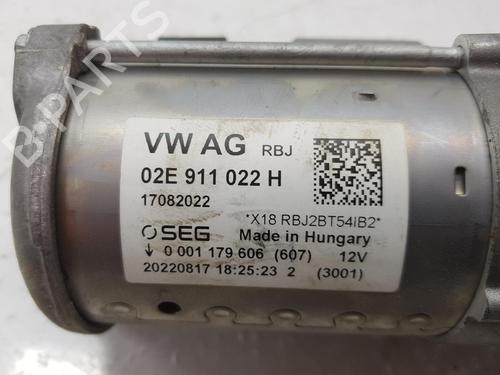 VW AG RBJ
02E 911 022 H
17082022
*X18 RBJ2BT54IB2*
SEG Made in Hungary
↓ 0 001 179 606 (607) 12V
20220817 18:25:23 2 (3001)
B-PARTS